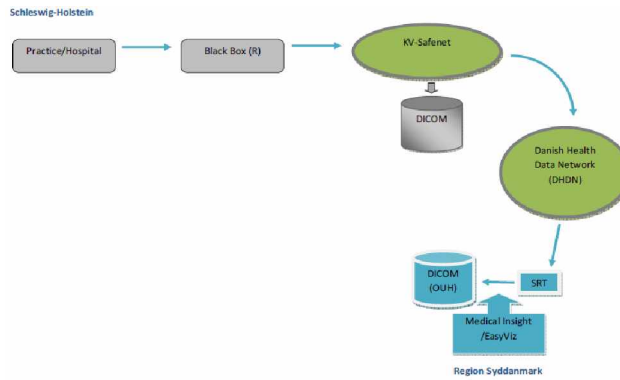 Schleswig-Holstein
Practice/Hospital
Black Box (R)
KV-Safenet
DICOM
Danish Health
Data Network
(DHDN)
DICOM
(OUH)
SRT
Medical Insight
/EasyViz
Region Syddanmark